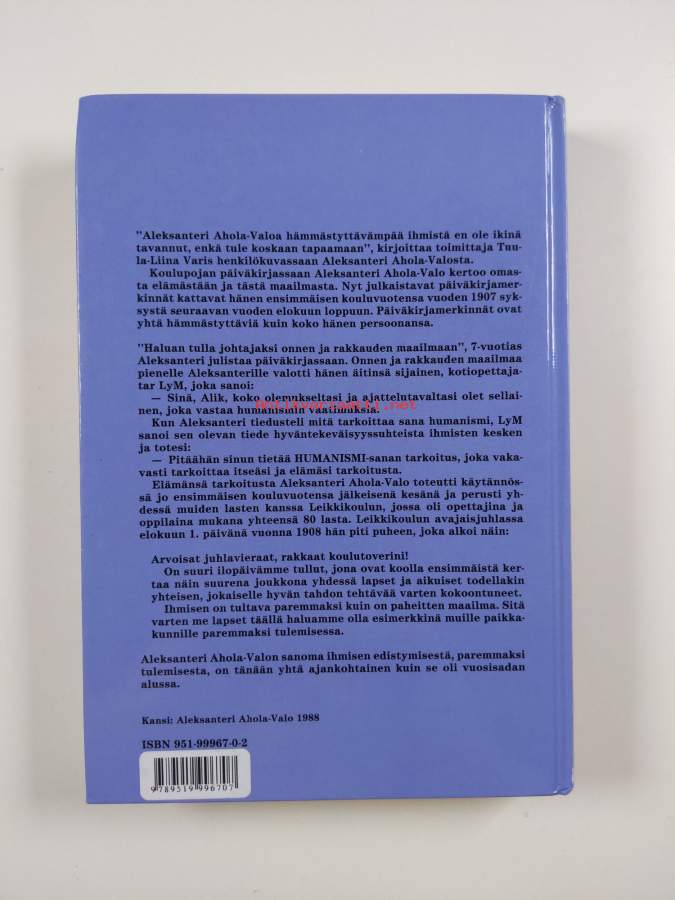 "Aleksanteri Ahola-Valoa hämmästyttävämpää ihmistä en ole ikinä
tavannut, enkä tule koskaan tapaamaan", kirjoittaa toimittaja Tuu-
la-Liina Varis henkilökuvassaan Aleksanteri Ahola-Valosta.
Koulupojan päiväkirjassaan Aleksanteri Ahola-Valo kertoo omas-
ta elämästään ja tästä maailmasta. Nyt julkaistavat päiväkirjamer-
kinnät kattavat hänen ensimmäisen kouluvuotensa vuoden 1907 syk-
systä seuraavan vuoden elokuun loppuun. Päiväkirjamerkinnät ovat
yhtä hämmästyttäviä kuin koko hänen persoonansa.
"Haluan tulla johtajaksi onnen ja rakkauden maailmaan", 7-vuotias
Aleksanteri julistaa päiväkirjassaan. Onnen ja rakkauden maailmaa
pienelle Aleksanterille valotti hänen äitinsä sijainen, kotiopettaja-
tar LyM, joka sanoi:
— Sinä, Alik, koko olemukseltasi ja ajattelutavaltasi olet sellai-
nen, joka vastaa humanismin vaatimuksia.
Antikvariaatti.net
Kun Aleksanteri tiedusteli mitä tarkoittaa sana humanismi, LyM
sanoi sen olevan tiede hyväntekeväisyyssuhteista ihmisten kesken
ja totesi:
— Pitäähän sinun tietää HUMANISMI-sanan tarkoitus, joka vaka-
vasti tarkoittaa itseäsi ja elämäsi tarkoitusta.
Elämänsä tarkoitusta Aleksanteri Ahola-Valo toteutti käytännös-
sä jo ensimmäisen kouluvuotensa jälkeisenä kesänä ja perusti yh-
dessä muiden lasten kanssa Leikkikoulun, jossa oli opettajina ja
oppilaina mukana yhteensä 80 lasta. Leikkikoulun avajaisjuhlassa
elokuun 1. päivänä vuonna 1908 hän piti puheen, joka alkoi näin:
Arvoisat juhlavieraat, rakkaat koulutoverini!
On suuri ilopäivämme tullut, jona ovat koolla ensimmäistä ker-
taa näin suurena joukkona yhdessä lapset ja aikuiset todellakin
yhteisen, jokaiselle hyvän tahdon tehtävää varten kokoontuneet.
Ihmisen on tultava paremmaksi kuin on paheitten maailma. Sitä
varten me lapset täällä haluamme olla esimerkkinä muille paikka-
kunnille paremmaksi tulemisessa.
Aleksanteri Ahola-Valon sanoma ihmisen edistymisestä, paremmaksi
tulemisesta, on tänään yhtä ajankohtainen kuin se oli vuosisadan
alussa.
Kansi: Aleksanteri Ahola-Valo 1988
ISBN 951-99967-0-2
9 789519 996707